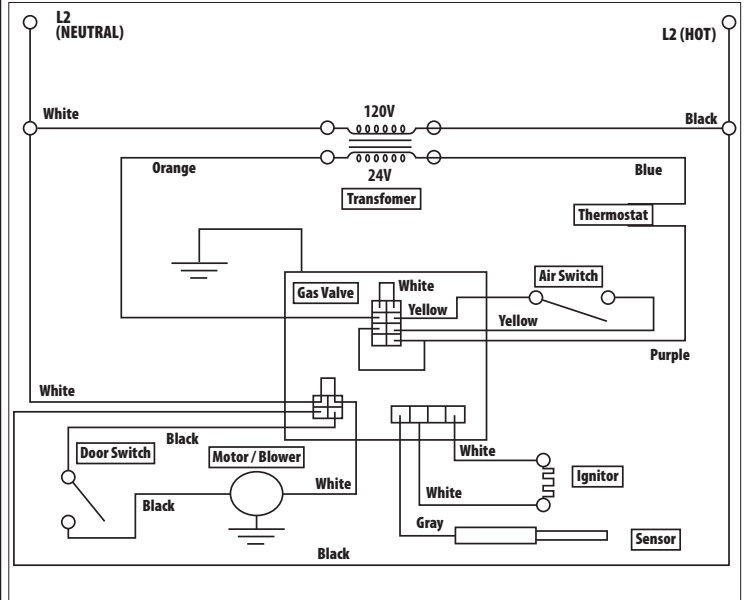 L2
(NEUTRAL)
L2 (HOT)
White
120V
Black
Orange
24V
Blue
Transfomer
Thermostat
Air Switch
Gas Valve
White
Yellow
Yellow
Purple
White
Black
Door Switch
Motor / Blower
White
White
Ignitor
Black
White
Gray
Sensor
Black